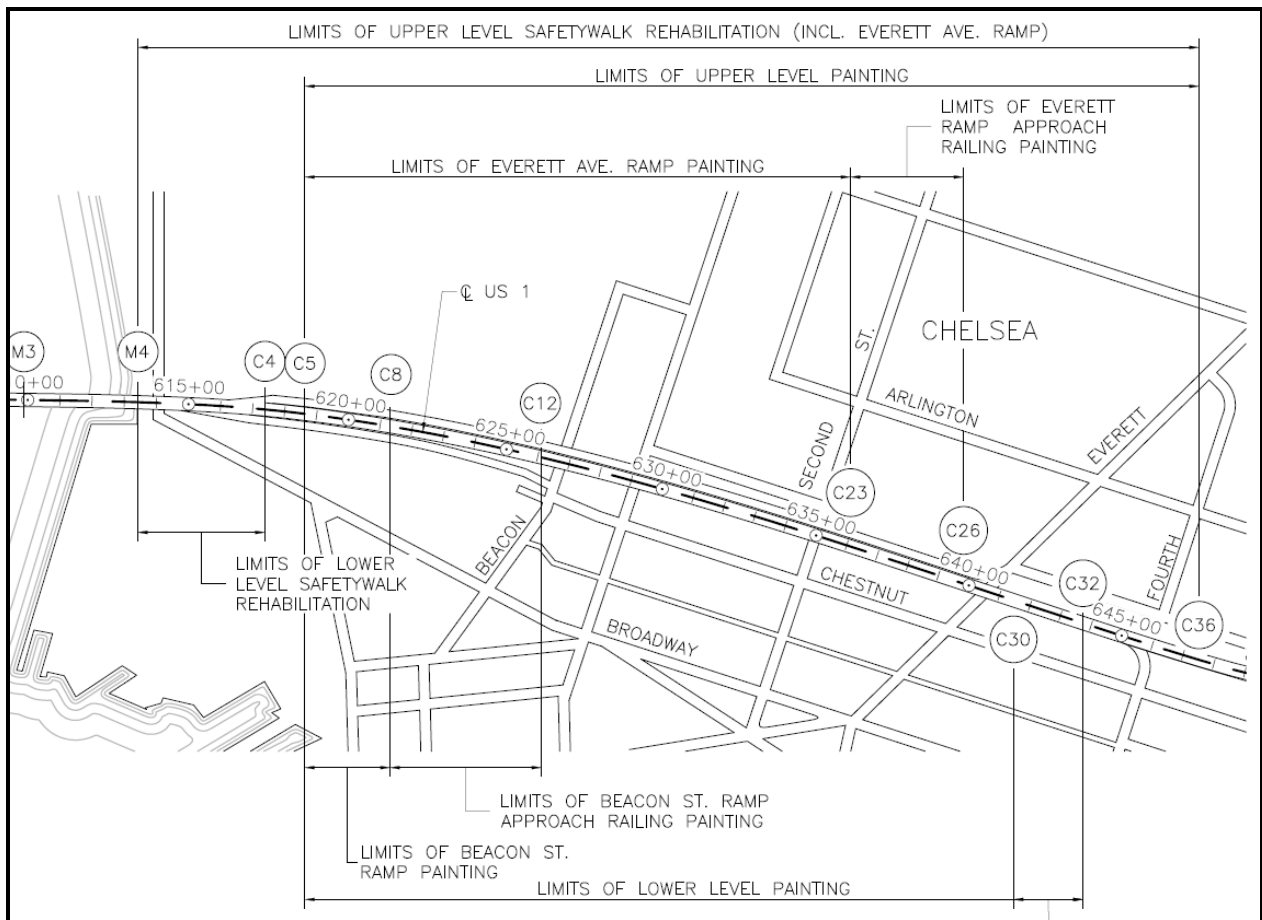 LIMITS OF UPPER LEVEL SAFETYWALK REHABILITATION (INCL. EVERETT AVE. RAMP)
LIMITS OF UPPER LEVEL PAINTING
LIMITS OF EVERETT
RAMP APPROACH
RAILING PAINTING
LIMITS OF EVERETT AVE. RAMP PAINTING
℄ US 1
CHELSEA
ST.
SECOND
ARLINGTON
EVERETT
M3
M4
C4
C5
C8
C12
0+00
615+00
620+00
625+00
630+00
635+00
C23
C26
640+00
C32
645+00
C36
C30
FOURTH
CHESTNUT
BEACON
BROADWAY
LIMITS OF LOWER
LEVEL SAFETYWALK
REHABILITATION
LIMITS OF BEACON ST. RAMP
APPROACH RAILING PAINTING
LIMITS OF BEACON ST.
RAMP PAINTING
LIMITS OF LOWER LEVEL PAINTING